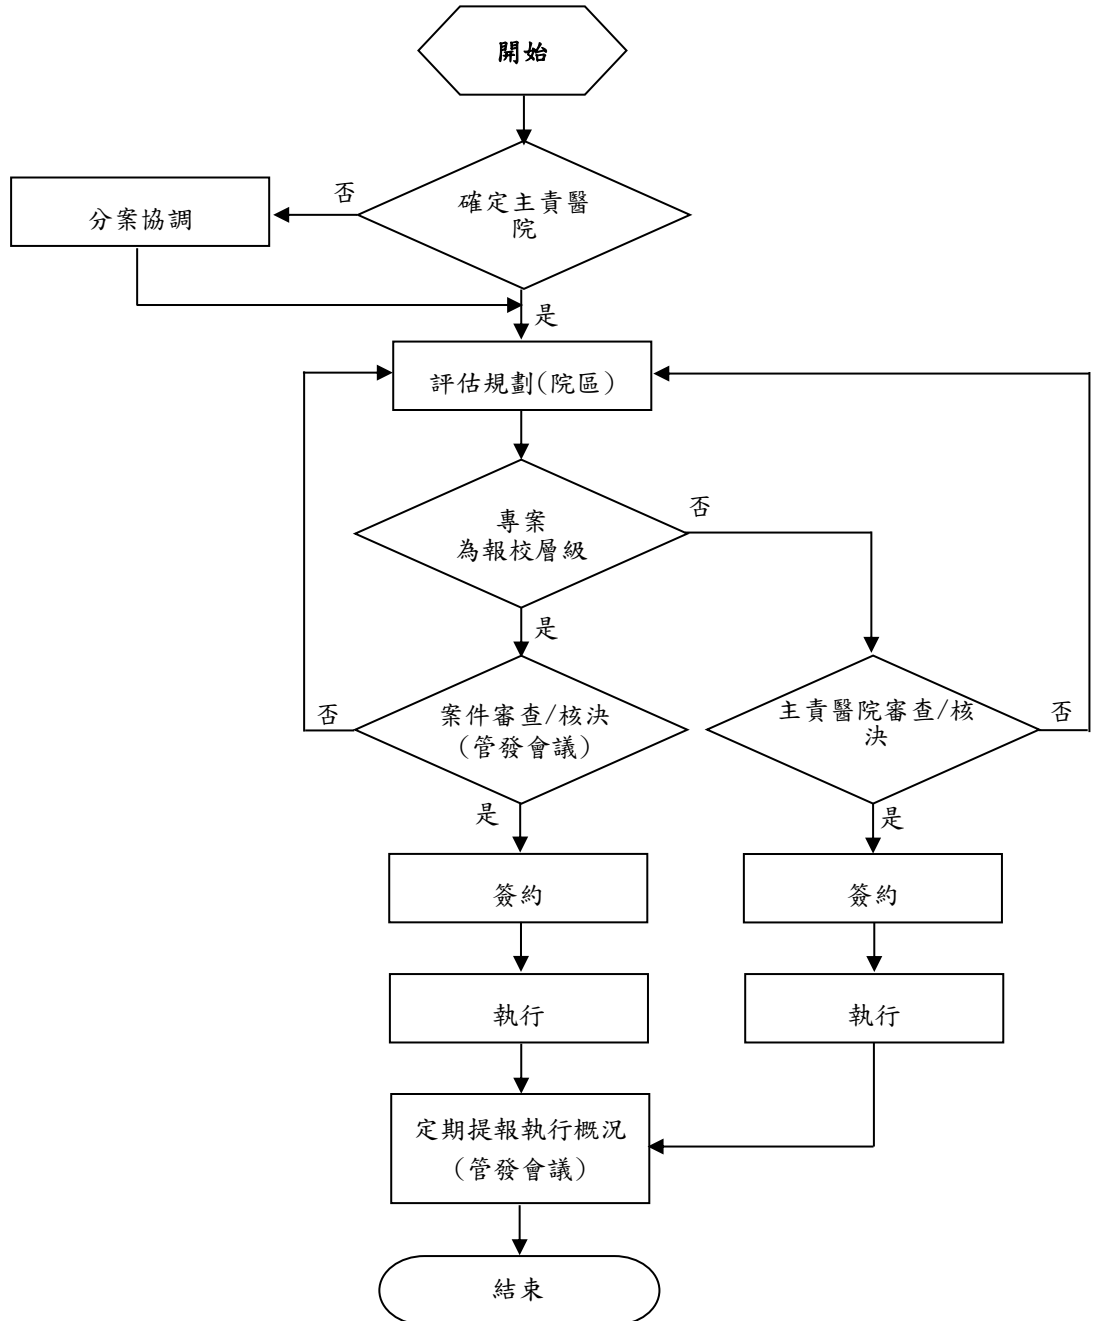 開始
否
確定主責醫
院
分案協調
是
評估規劃(院區)
專案
為報校層級
否
是
否
案件審查/核決
(管發會議)
主責醫院審查/核
決
否
是
是
簽約
簽約
執行
執行
定期提報執行概況
(管發會議)
結束